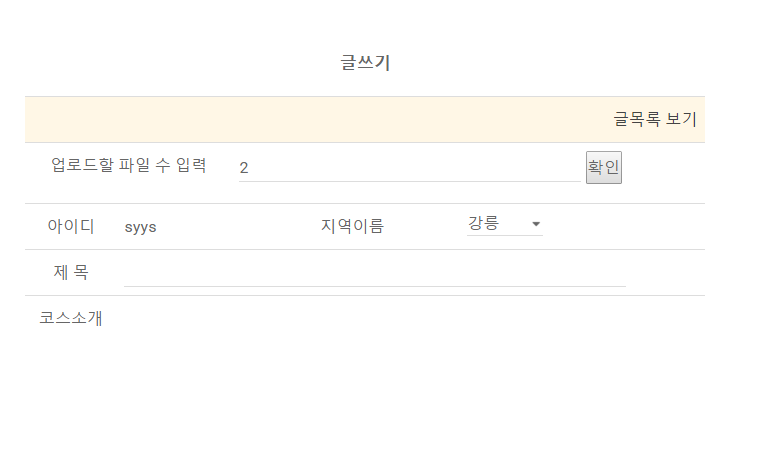 글쓰기
글목록 보기
업로드할 파일 수 입력 2 확인
아이디 syys 지역이름 강릉
제 목
코스소개